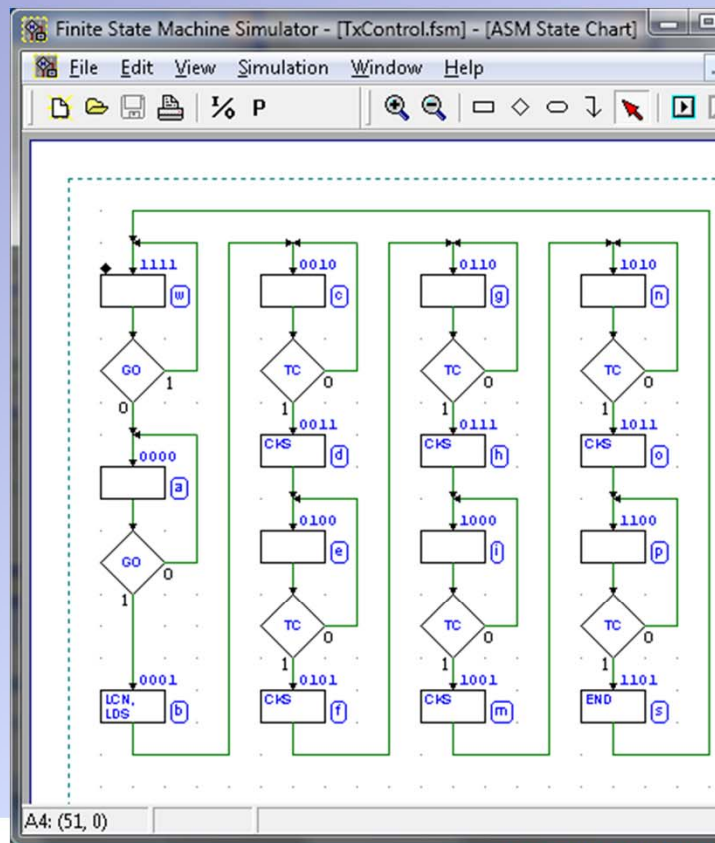 Finite State Machine Simulator - [TxControl.fsm] - [ASM State Chart]
File Edit View Simulation Window Help
I/O P
1111
w
GO
1
0
0000
a
GO
0
1
0001
LCN,
LDS
b
0010
c
TC
0
1
0011
CKS
d
0100
e
TC
0
1
0101
CKS
f
0110
g
TC
0
1
0111
CKS
h
1000
i
TC
0
1
1001
CKS
m
1010
n
TC
0
1
1011
CKS
o
1100
p
TC
0
1
1101
END
s
A4: (51, 0)